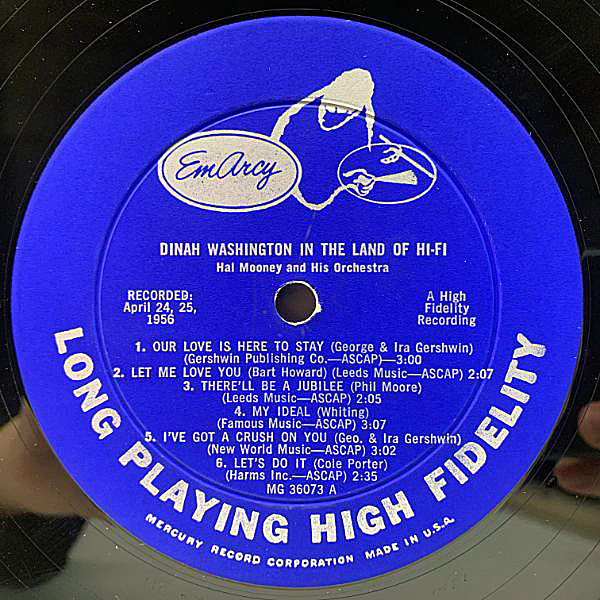 EmArcy
DINAH WASHINGTON IN THE LAND OF HI-FI
Hal Mooney and His Orchestra
RECORDED:
April 24, 25,
1956
A High
Fidelity
Recording
1. OUR LOVE IS HERE TO STAY (George & Ira Gershwin)
(Gershwin Publishing Co.—ASCAP)—3:00
2. LET ME LOVE YOU (Bart Howard) (Leeds Music—ASCAP) 2:07
3. THERE'LL BE A JUBILEE (Phil Moore)
(Leeds Music—ASCAP) 2:05
4. MY IDEAL (Whiting)
(Famous Music—ASCAP) 3:07
5. I'VE GOT A CRUSH ON YOU (Geo. & Ira Gershwin)
(New World Music—ASCAP) 3:02
6. LET'S DO IT (Cole Porter)
(Harms Inc.—ASCAP) 2:35
MG 36073 A
LONG PLAYING HIGH FIDELITY
MERCURY RECORD CORPORATION MADE IN U.S.A.